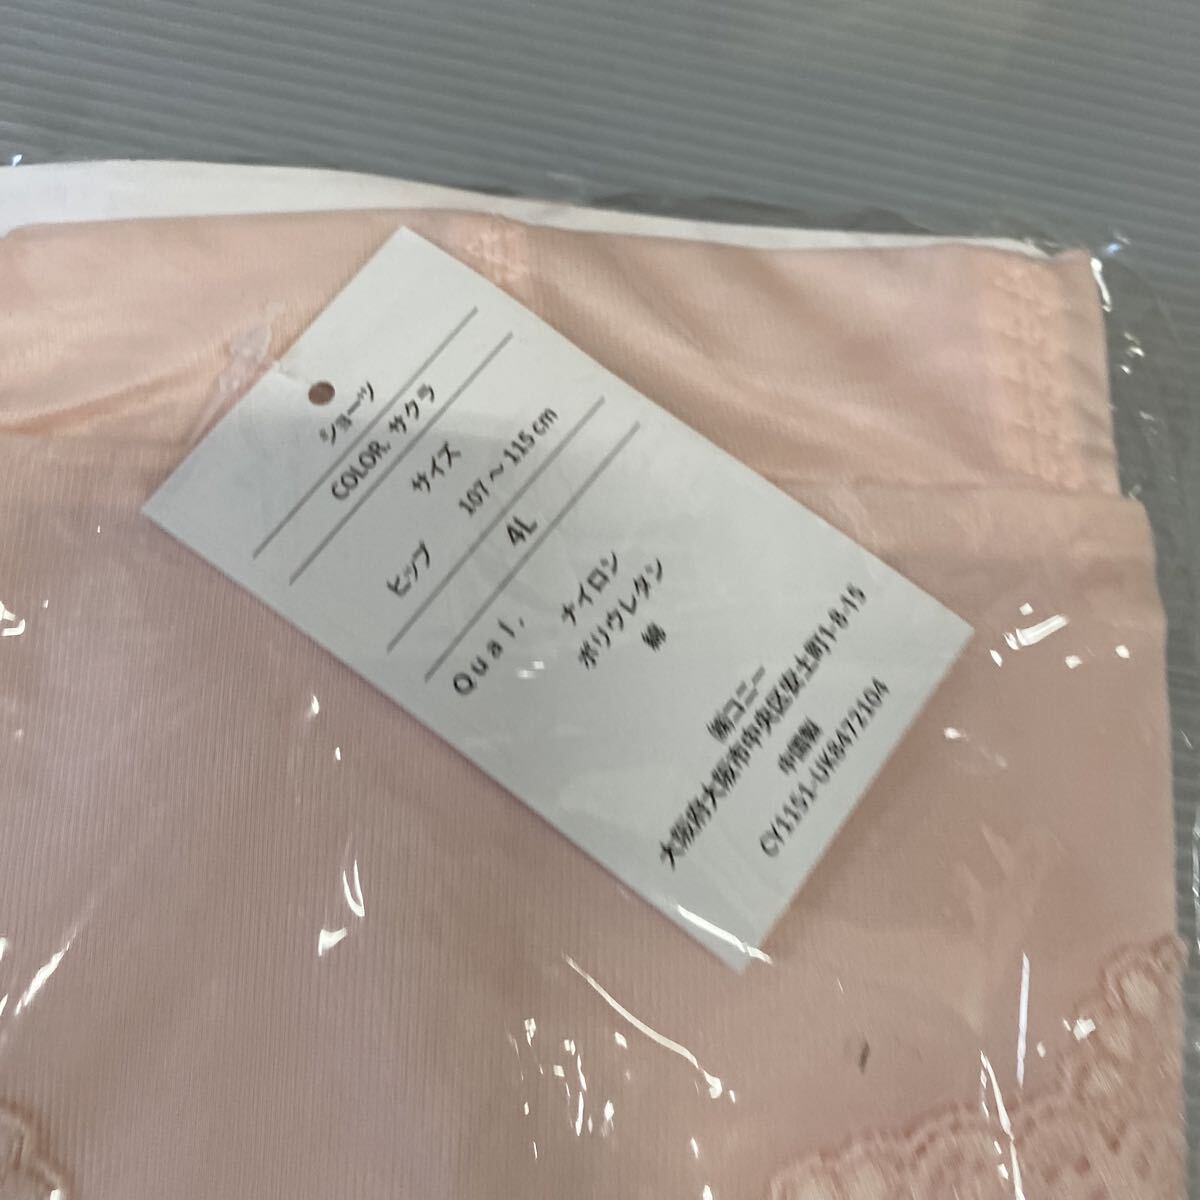 ショーツ
COLOR. サクラ
サイズ
ヒップ 107～115cm
4L
Qual. ナイロン
ポリウレタン
綿
㈱コニー
大阪府大阪市中央区安土町1-8-15
中国製
CY1151-UK8472104